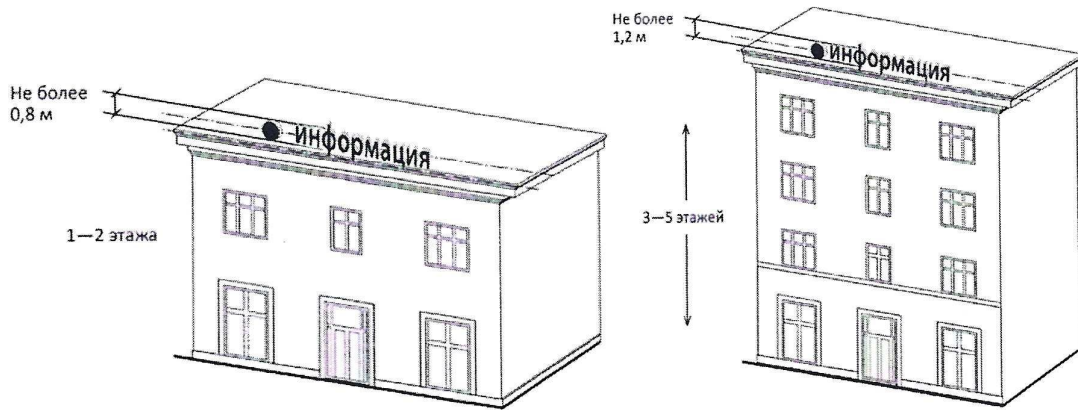 Не более
0,8 м
информация
1—2 этажа
Не более
1,2 м
информация
3—5 этажей